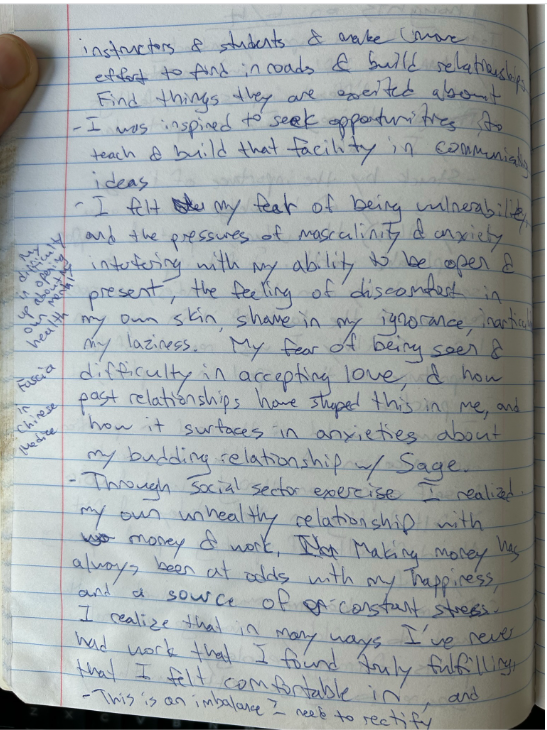 instructors & students & make more
effort to find inroads & build relationships
Find things they are excited about
- I was inspired to seek opportunities to
teach & build that facility in communicating
ideas
- I felt my fear of being vulnerability,
and the pressures of masculinity & anxiety
intefering with my ability to be open &
present, the feeling of discomfort in
my own skin, shame in my ignorance,
my laziness. My fear of being seen &
difficulty in accepting love, & how
past relationships have shaped this in me, and
how it surfaces in anxieties about
my budding relationship w/ Sage.
- Through social sector exercise I realized
my own unhealthy relationship with
money & work. Making money has
always been at odds with my happiness,
and a source of constant stress.
I realize that in many ways I've never
had work that I found truly fulfilling,
that I felt comfortable in, and
- This is an imbalance I need to rectify
My
difficulty
in opening
up about my
own
health
Fascia
in
Chinese